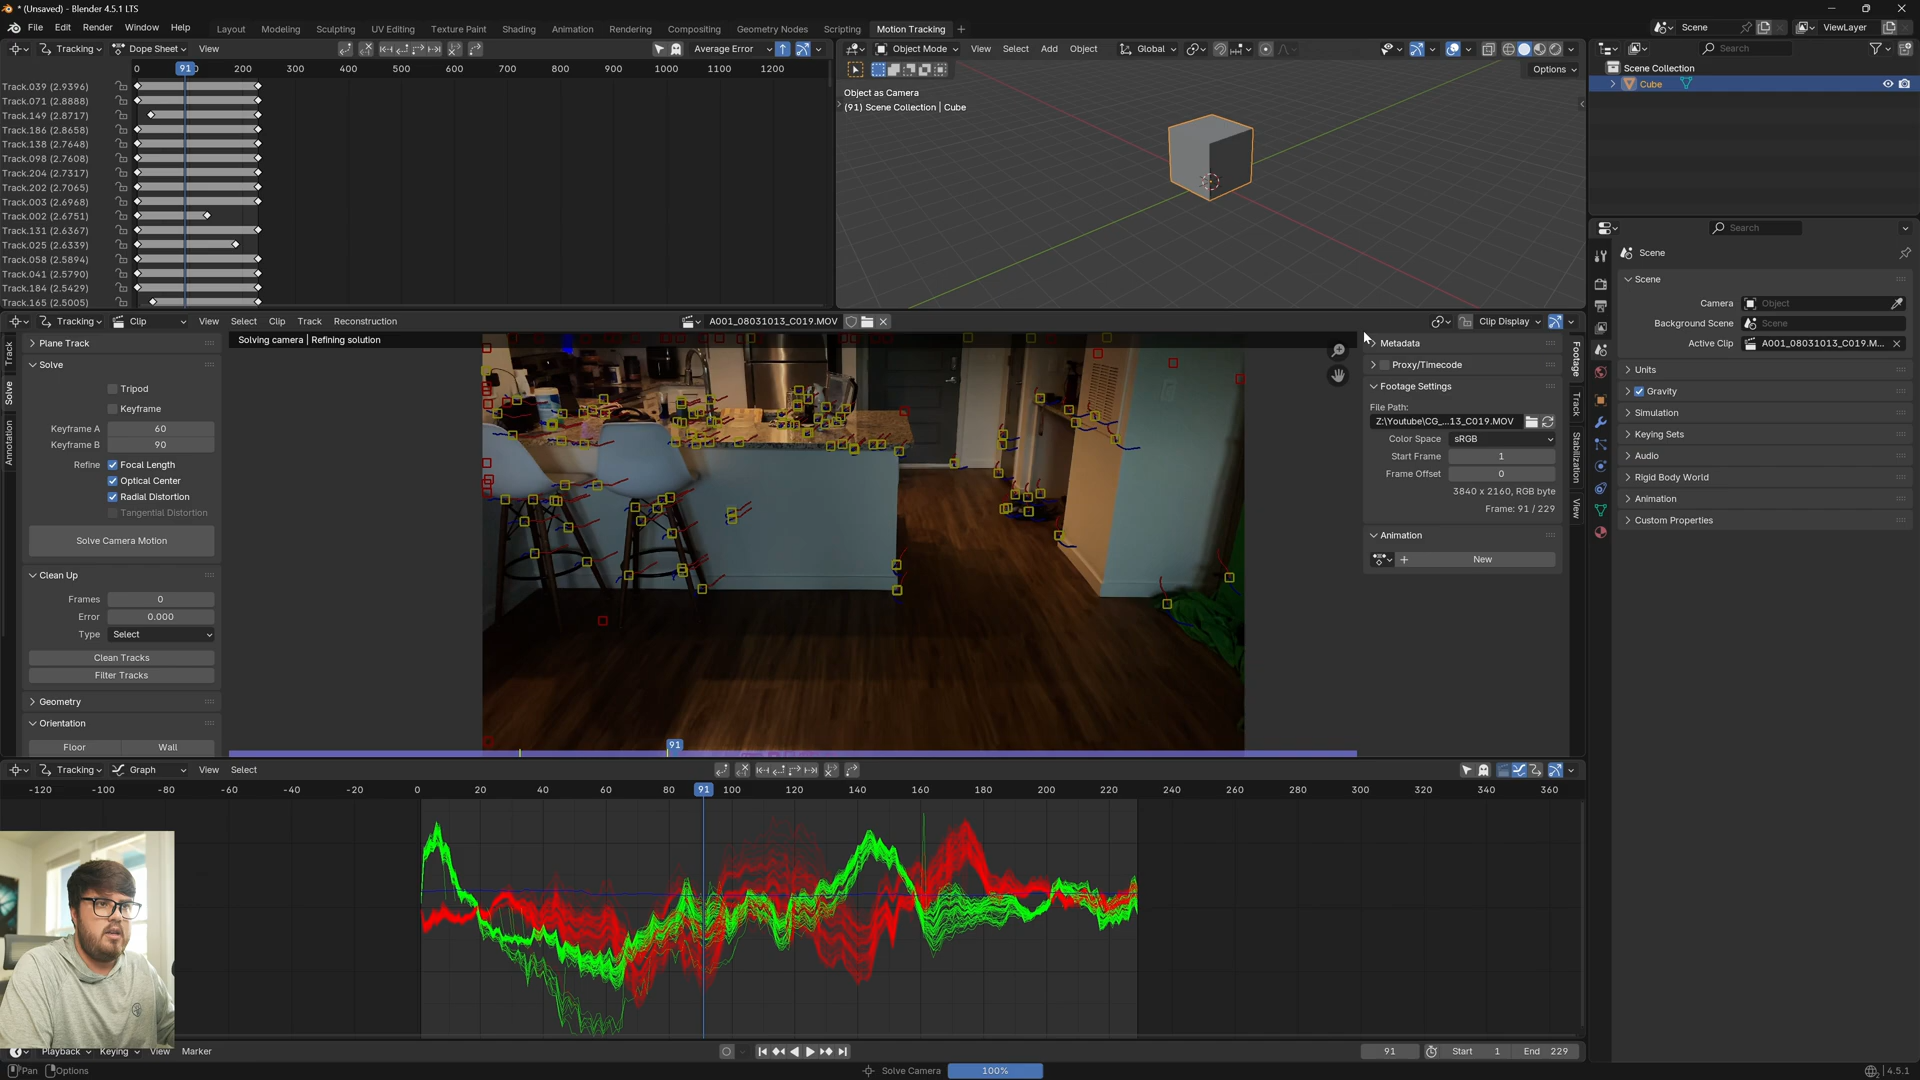 * (Unsaved) - Blender 4.5.1 LTS
File Edit Render Window Help Layout Modeling Sculpting UV Editing Texture Paint Shading Animation Rendering Compositing Geometry Nodes Scripting Motion Tracking + Scene ViewLayer
Tracking Dope Sheet View Average Error
0 91 200 300 400 500 600 700 800 900 1000 1100 1200
Track.039 (2.9396)
Track.071 (2.8888)
Track.149 (2.8717)
Track.186 (2.8658)
Track.138 (2.7648)
Track.098 (2.7608)
Track.204 (2.7317)
Track.202 (2.7065)
Track.003 (2.6968)
Track.002 (2.6751)
Track.131 (2.6367)
Track.025 (2.6339)
Track.058 (2.5894)
Track.041 (2.5790)
Track.184 (2.5429)
Track.165 (2.5005)
Object Mode View Select Add Object Global
Options
Object as Camera
(91) Scene Collection | Cube
Search
Scene Collection
Cube
Search
Scene
Scene
Camera Object
Background Scene Scene
Active Clip A001_08031013_C019.M...
Units
Gravity
Simulation
Keying Sets
Audio
Rigid Body World
Animation
Custom Properties
Tracking Clip View Select Clip Track Reconstruction A001_08031013_C019.MOV Clip Display
Track
Solve
Annotation
Plane Track
Solve
Tripod
Keyframe
Keyframe A 60
Keyframe B 90
Refine Focal Length
Optical Center
Radial Distortion
Tangential Distortion
Solve Camera Motion
Clean Up
Frames 0
Error 0.000
Type Select
Clean Tracks
Filter Tracks
Geometry
Orientation
Floor Wall
Solving camera | Refining solution
91
Metadata
Proxy/Timecode
Footage Settings
File Path:
Z:\Youtube\CG_...13_C019.MOV
Color Space sRGB
Start Frame 1
Frame Offset 0
3840 x 2160, RGB byte
Frame: 91 / 229
Animation
+ New
Footage
Track
Stabilization
View
Tracking Graph View Select
-120 -100 -80 -60 -40 -20 0 20 40 60 80 91 100 120 140 160 180 200 220 240 260 280 300 320 340 360
Playback Keying View Marker 91 Start 1 End 229
Pan Options Solve Camera 100% 4.5.1